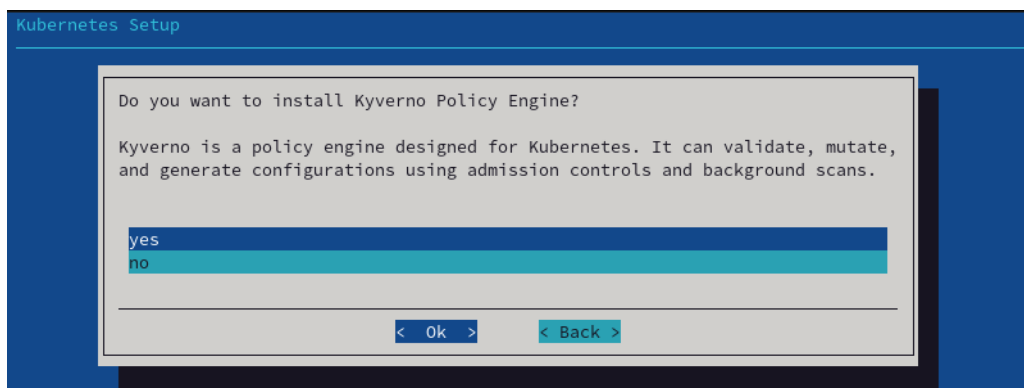 Kubernetes Setup
Do you want to install Kyverno Policy Engine?
Kyverno is a policy engine designed for Kubernetes. It can validate, mutate,
and generate configurations using admission controls and background scans.
yes
no
< Ok > < Back >